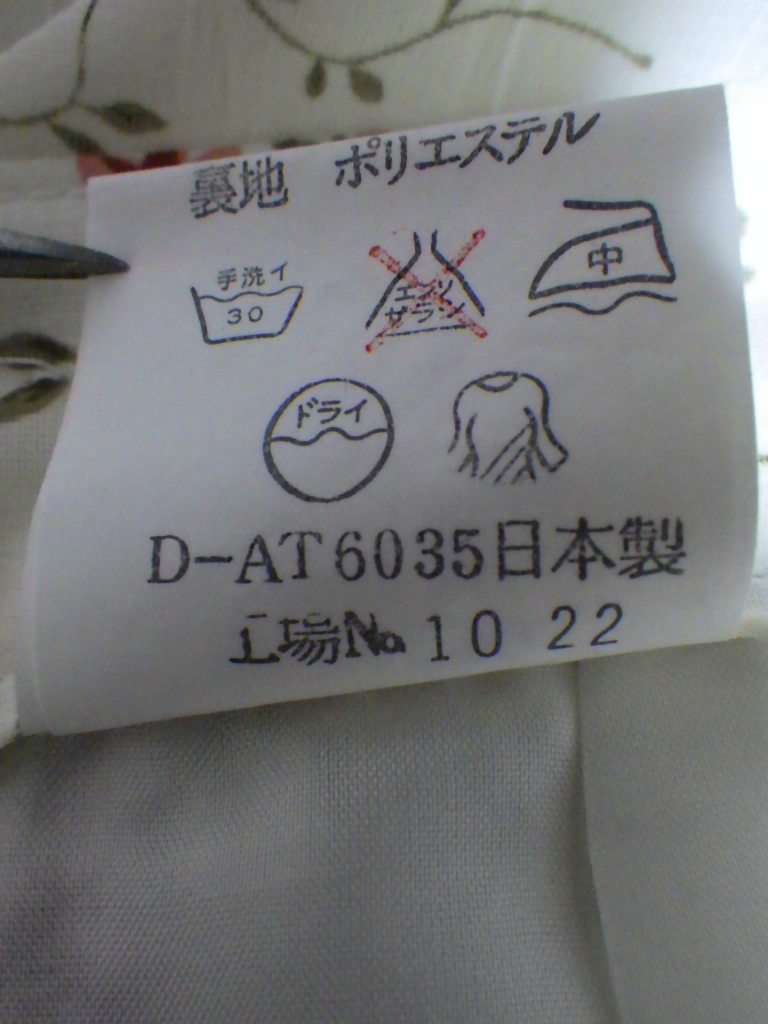 裏地 ポリエステル
手洗イ
30
エンソ
サラシ
中
ドライ
D-AT6035日本製
工場№ 10 22